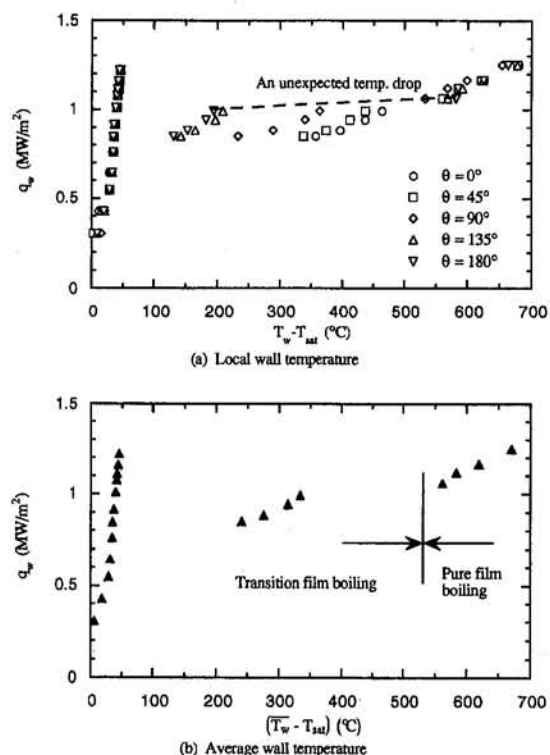 1.5
An unexpected temp. drop
1
q_w (MW/m²)
0.5
θ = 0°
θ = 45°
θ = 90°
θ = 135°
θ = 180°
0
0 100 200 300 400 500 600 700
T_w-T_sat (°C)
(a) Local wall temperature
1.5
1
q_w (MW/m²)
0.5
Transition film boiling
Pure film
boiling
0
0 100 200 300 400 500 600 700
(T̅_w - T_sat) (°C)
(b) Average wall temperature